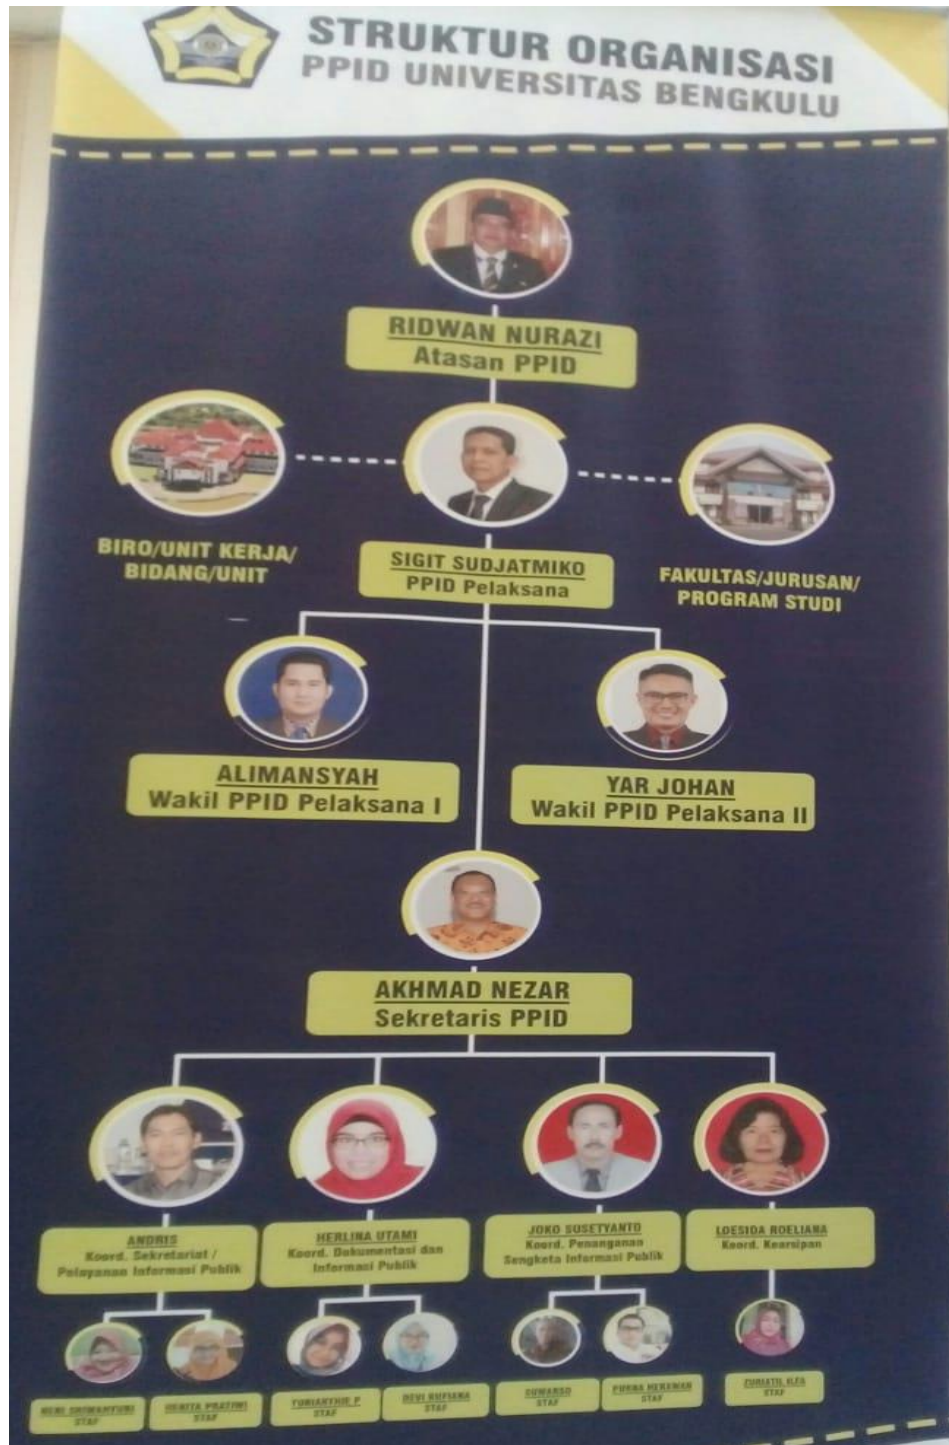 STRUKTUR ORGANISASI
PPID UNIVERSITAS BENGKULU
RIDWAN NURAZI
Atasan PPID
BIRO/UNIT KERJA/
BIDANG/UNIT
SIGIT SUDJATMIKO
PPID Pelaksana
FAKULTAS/JURUSAN/
PROGRAM STUDI
ALIMANSYAH
Wakil PPID Pelaksana I
YAR JOHAN
Wakil PPID Pelaksana II
AKHMAD NEZAR
Sekretaris PPID
ANDRIS
Koord. Sekretariat /
Pelayanan Informasi Publik
HERLINA UTAMI
Koord. Dokumentasi dan
Informasi Publik
JOKO SUSETYANTO
Koord. Penanganan
Sengketa Informasi Publik
LOESIDA ROELIANA
Koord. Kearsipan
STAF
PRATIWI
STAF
STAF
DEVI RUFIANA
STAF
SUWARSO
STAF
STAF
STAF